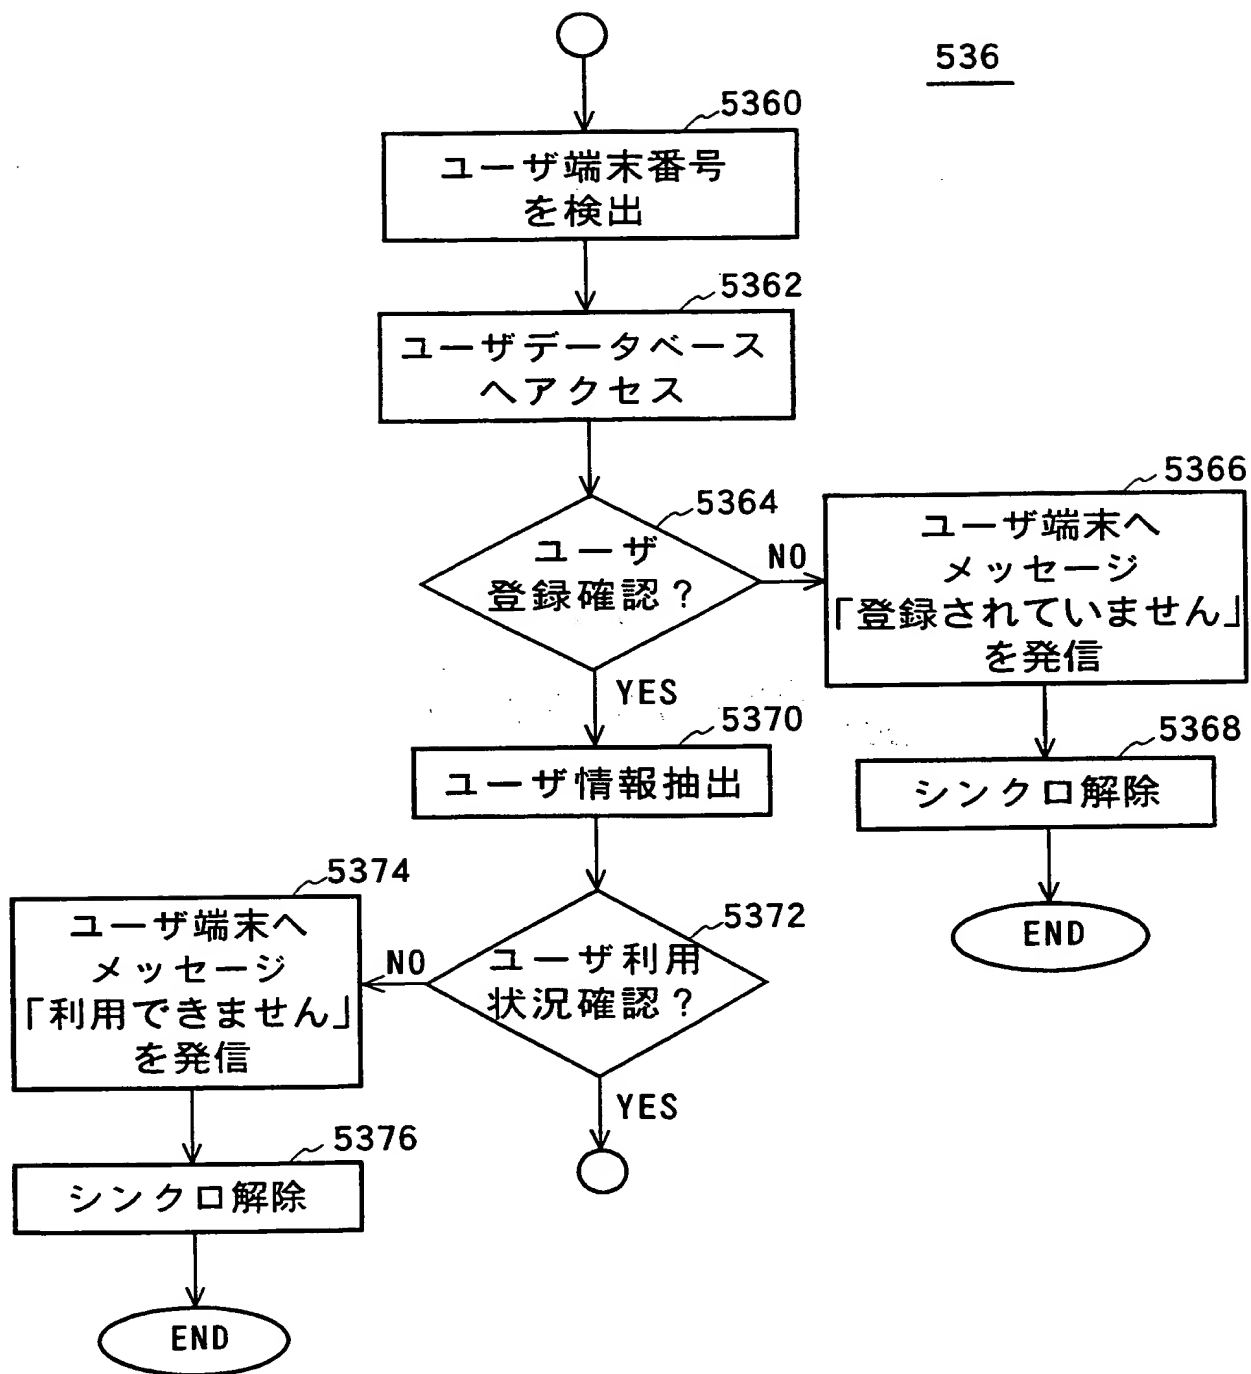 536
5360
ユーザ端末番号
を検出
5362
ユーザデータベース
へアクセス
5364
ユーザ
登録確認？
NO
YES
5366
ユーザ端末へ
メッセージ
「登録されていません」
を発信
5368
シンクロ解除
END
5370
ユーザ情報抽出
5372
ユーザ利用
状況確認？
NO
YES
5374
ユーザ端末へ
メッセージ
「利用できません」
を発信
5376
シンクロ解除
END